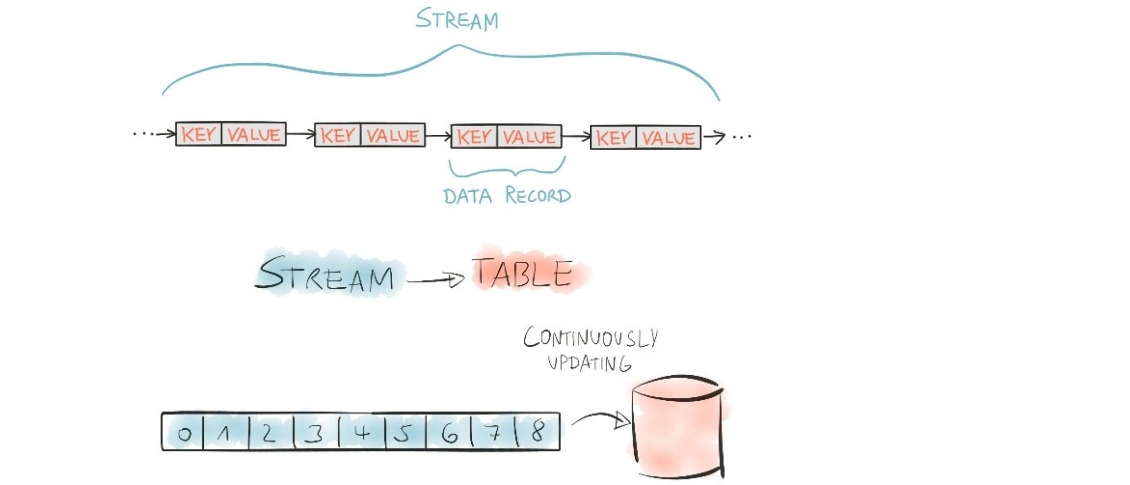 STREAM
... KEY VALUE KEY VALUE KEY VALUE KEY VALUE ...
DATA RECORD
STREAM TABLE
CONTINUOUSLY
UPDATING
0 1 2 3 4 5 6 7 8